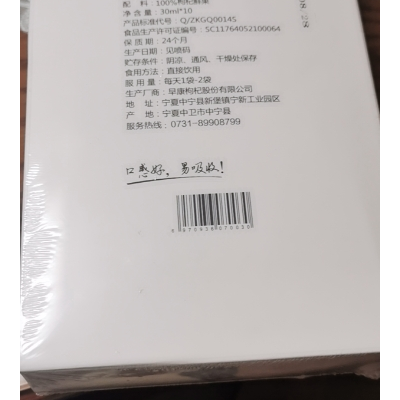 配 料：100%枸杞鲜果
净含量：30ml*10
产品标准代号：Q/ZKGQ0014S
食品生产许可证编号：SC11764052100064
保 质 期：24个月
生产日期：见喷码
贮存条件：阴凉、通风、干燥处保存
食用方法：直接饮用
服 用 量：每天1袋-2袋
生产厂商：早康枸杞股份有限公司
地 址：宁夏中宁县新堡镇宁新工业园区
产 地：宁夏中卫市中宁县
服务热线：0731-89908799
口感好，易吸收！